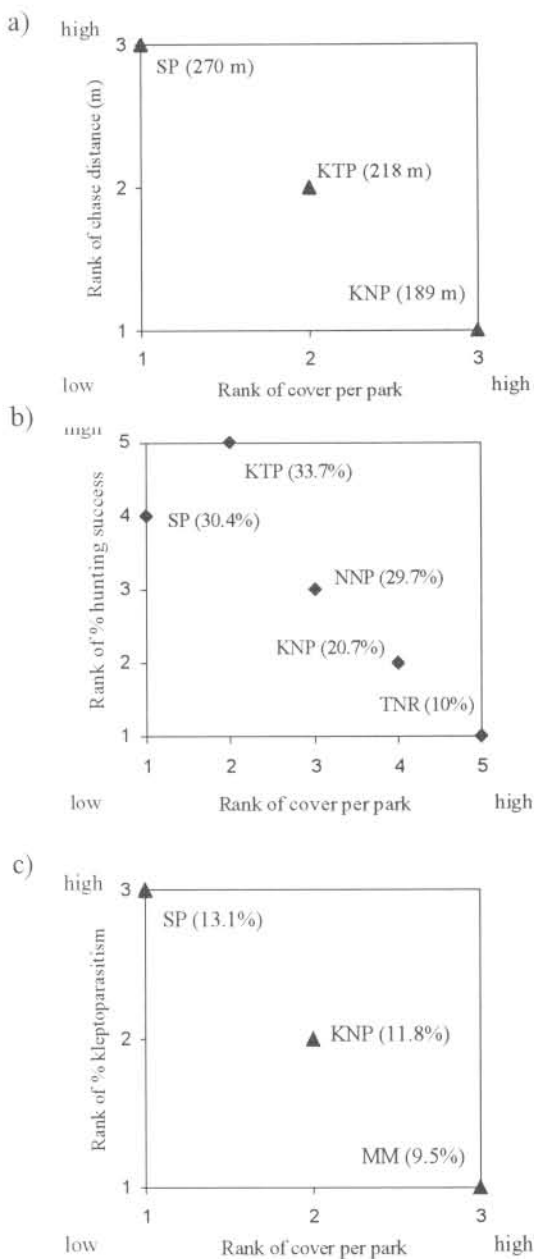 a)
high
3
SP (270 m)
Rank of chase distance (m)
KTP (218 m)
2
KNP (189 m)
1
1 2 3
low Rank of cover per park high
b)
high
5
KTP (33.7%)
Rank of % hunting success
4
SP (30.4%)
NNP (29.7%)
3
KNP (20.7%)
2
TNR (10%)
1
1 2 3 4 5
low Rank of cover per park high
c)
high
3
SP (13.1%)
Rank of % kleptoparasitism
2
KNP (11.8%)
MM (9.5%)
1
1 2 3
low Rank of cover per park high